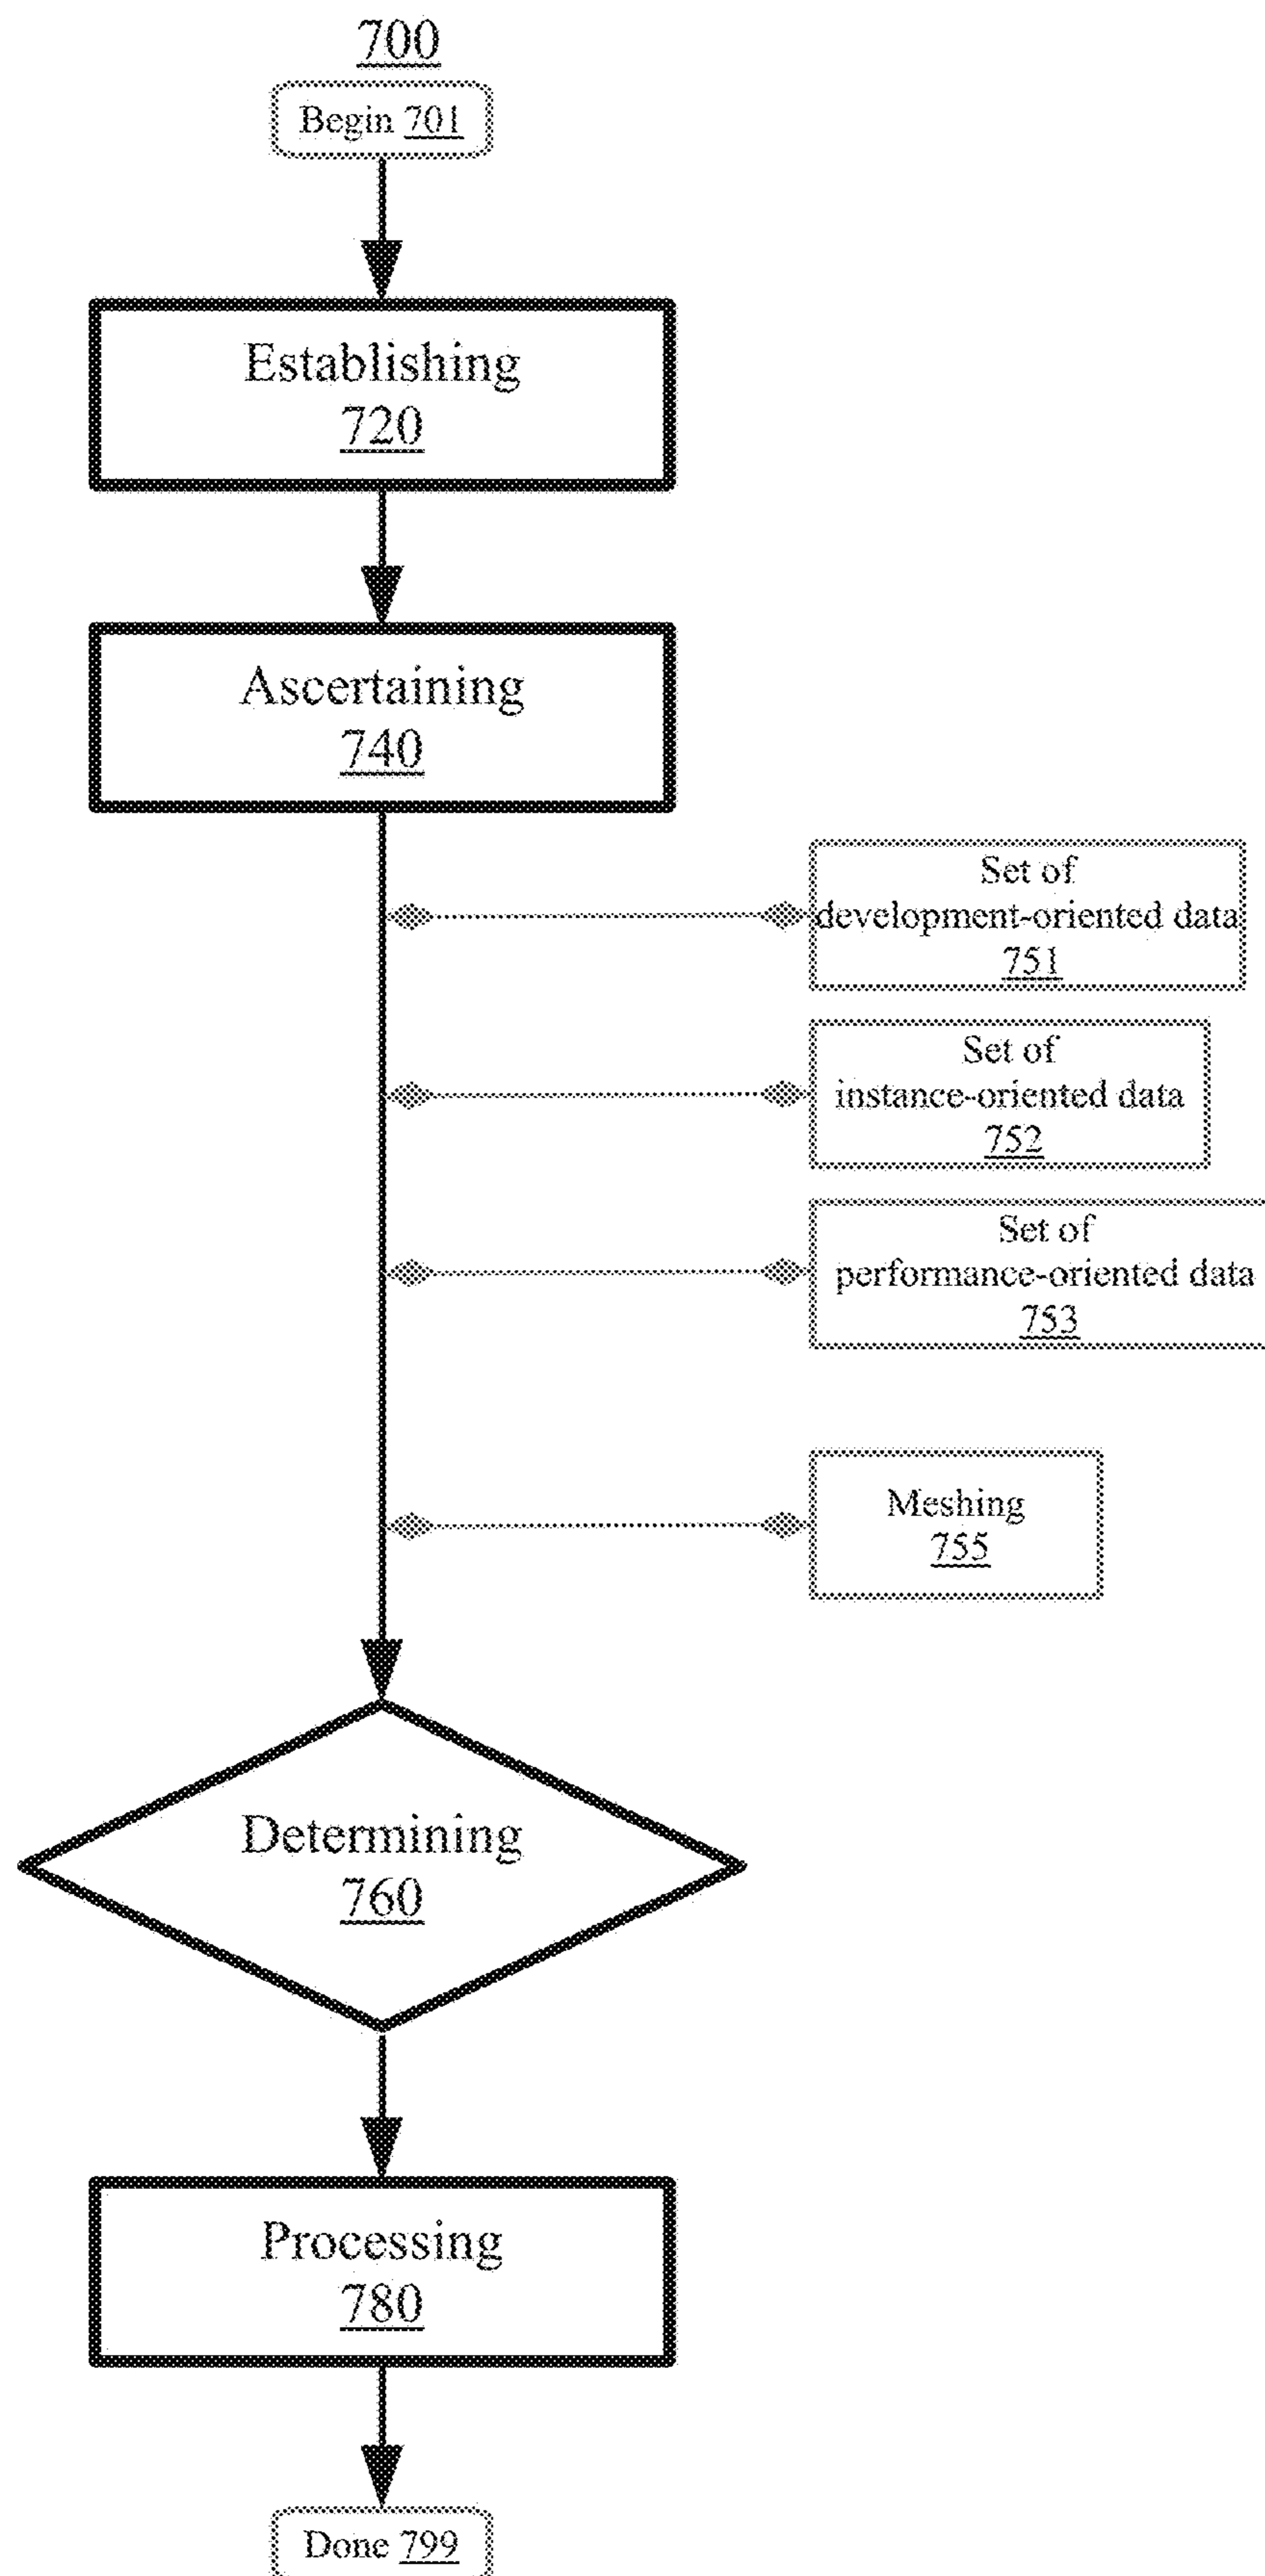 700
Begin 701
Establishing
720
Ascertaining
740
Set of
development-oriented data
751
Set of
instance-oriented data
752
Set of
performance-oriented data
753
Meshing
755
Determining
760
Processing
780
Done 799